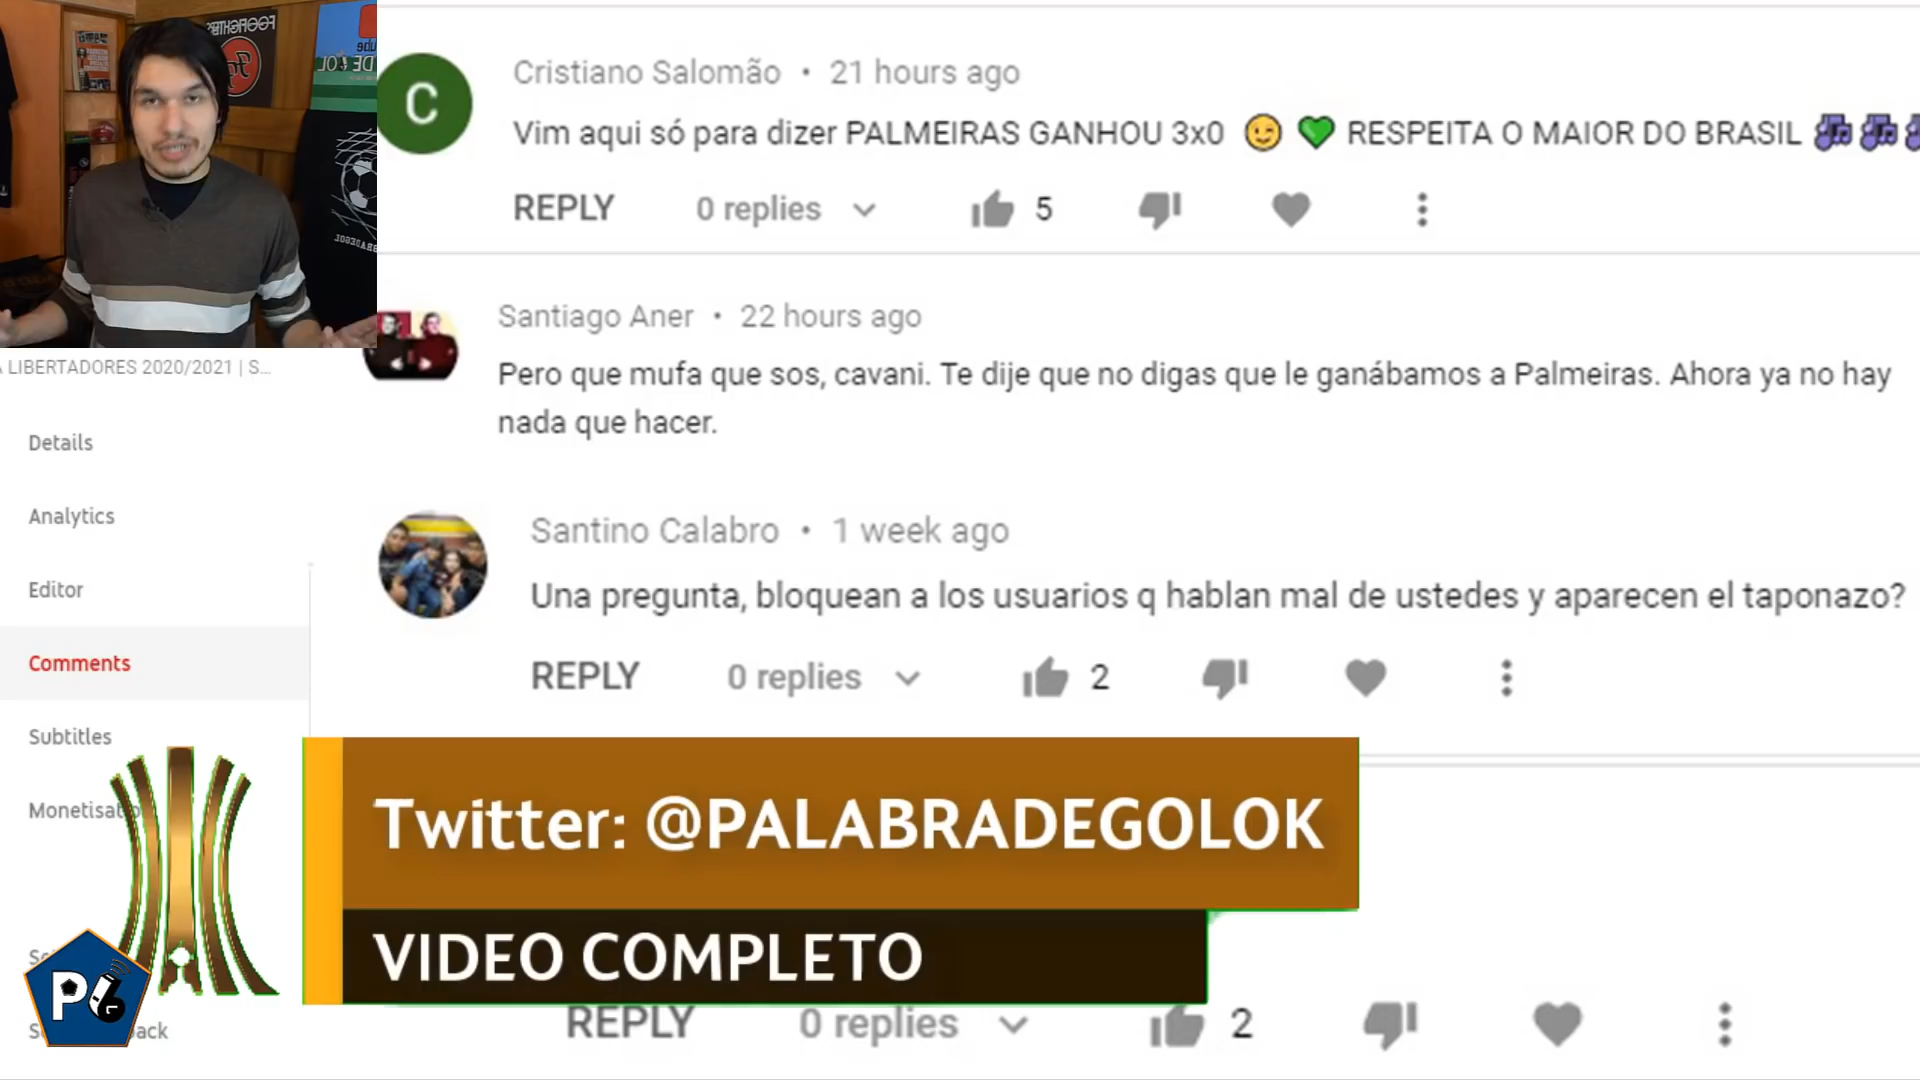 FOOFIGHTERS
Cristiano Salomão • 21 hours ago
Vim aqui só para dizer PALMEIRAS GANHOU 3x0 😉 💚 RESPEITA O MAIOR DO BRASIL 🎶 🎶 🎶
REPLY 0 replies 5
Santiago Aner • 22 hours ago
Pero que mufa que sos, cavani. Te dije que no digas que le ganábamos a Palmeiras. Ahora ya no hay
nada que hacer.
LIBERTADORES 2020/2021 | S...
Details
Analytics
Editor
Comments
Subtitles
Santino Calabro • 1 week ago
Una pregunta, bloquean a los usuarios q hablan mal de ustedes y aparecen el taponazo?
REPLY 0 replies 2
Twitter: @PALABRADEGOLOK
VIDEO COMPLETO
PG
REPLY 0 replies 2